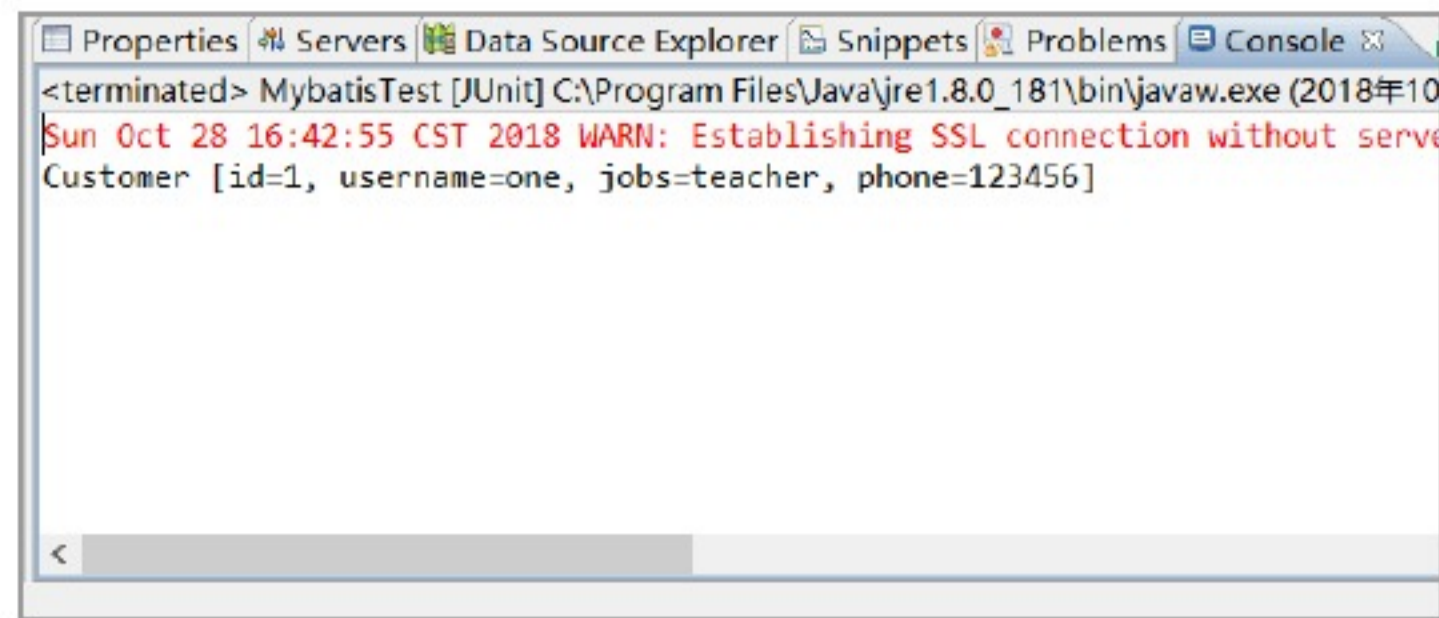 Properties Servers Data Source Explorer Snippets Problems Console
<terminated> MybatisTest [JUnit] C:\Program Files\Java\jre1.8.0_181\bin\javaw.exe (2018年10
Sun Oct 28 16:42:55 CST 2018 WARN: Establishing SSL connection without serve
Customer [id=1, username=one, jobs=teacher, phone=123456]